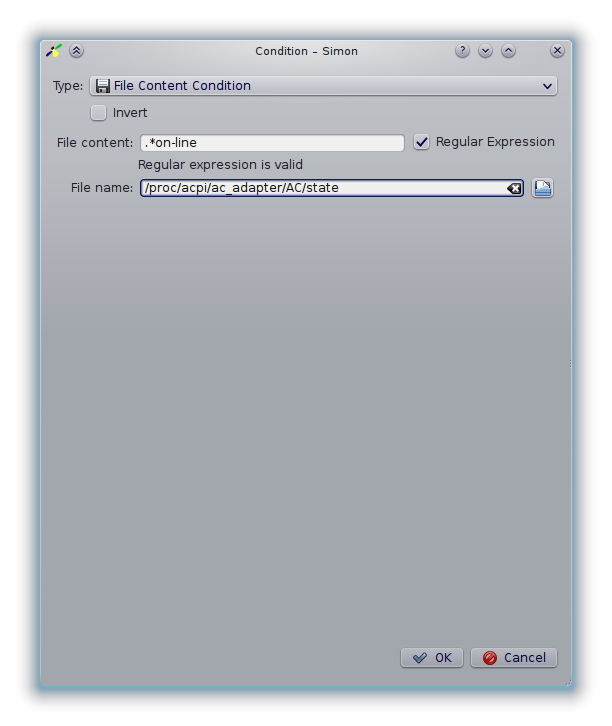 Condition – Simon
Type: File Content Condition
Invert
File content: .*on-line Regular Expression
Regular expression is valid
File name: /proc/acpi/ac_adapter/AC/state
OK Cancel